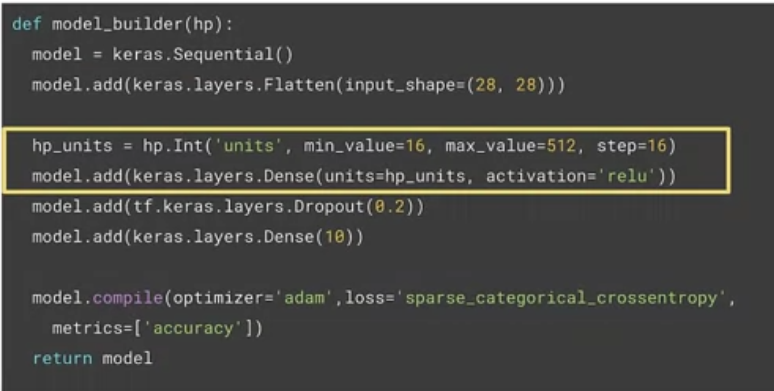 def model_builder(hp):
model = keras.Sequential()
model.add(keras.layers.Flatten(input_shape=(28, 28)))
hp_units = hp.Int('units', min_value=16, max_value=512, step=16)
model.add(keras.layers.Dense(units=hp_units, activation='relu'))
model.add(tf.keras.layers.Dropout(0.2))
model.add(keras.layers.Dense(10))
model.compile(optimizer='adam',loss='sparse_categorical_crossentropy',
metrics=['accuracy'])
return model